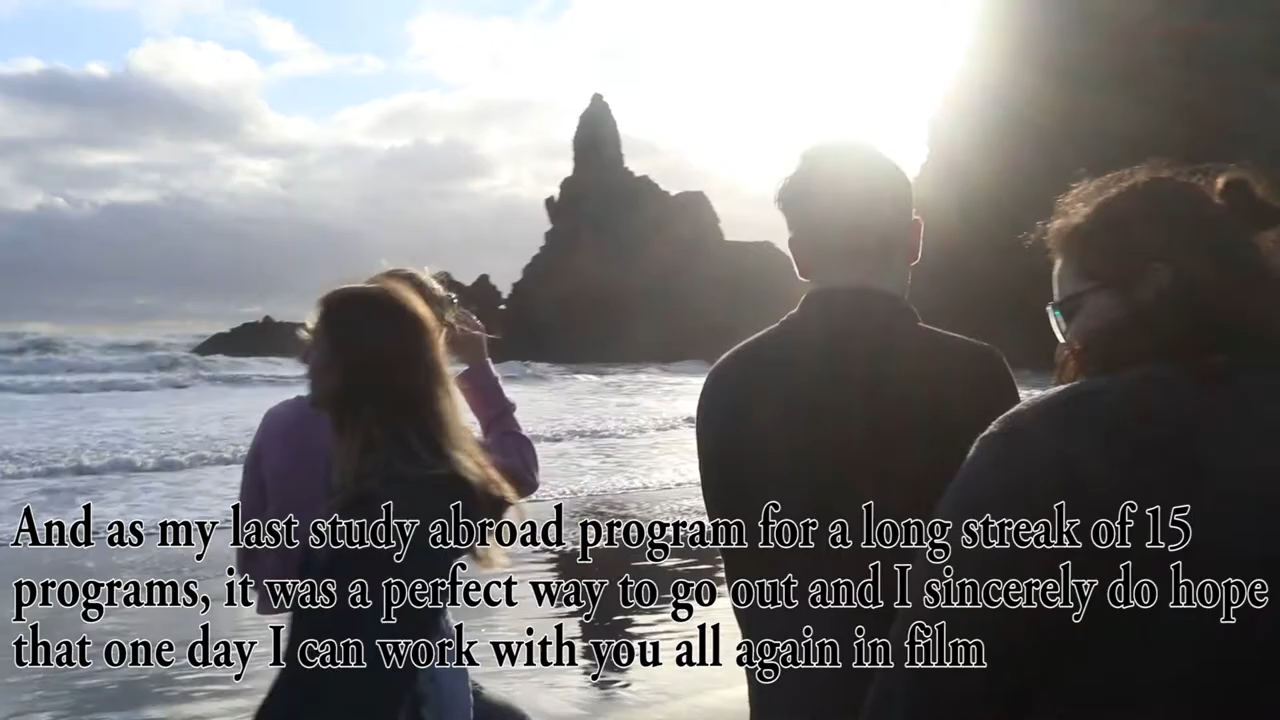 And as my last study abroad program for a long streak of 15
programs, it was a perfect way to go out and I sincerely do hope
that one day I can work with you all again in film